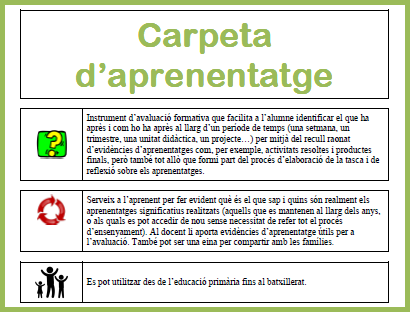 Carpeta
d’aprenentatge
Instrument d'avaluació formativa que facilita a l'alumne identificar el que ha
après i com ho ha après al llarg d'un període de temps (una setmana, un
trimestre, una unitat didàctica, un projecte…) per mitjà del recull raonat
d'evidències d'aprenentatges com, per exemple, activitats resoltes i productes
finals, però també tot allò que formi part del procés d'elaboració de la tasca i de
reflexió sobre els aprenentatges.
Serveix a l'aprenent per fer evident què és el que sap i quins són realment els
aprenentatges significatius realitzats (aquells que es mantenen al llarg dels anys,
o als quals es pot accedir de nou sense necessitat de refer tot el procés
d'ensenyament). Al docent li aporta evidències d'aprenentatge útils per a
l'avaluació. També pot ser una eina per compartir amb les famílies.
Es pot utilitzar des de l'educació primària fins al batxillerat.